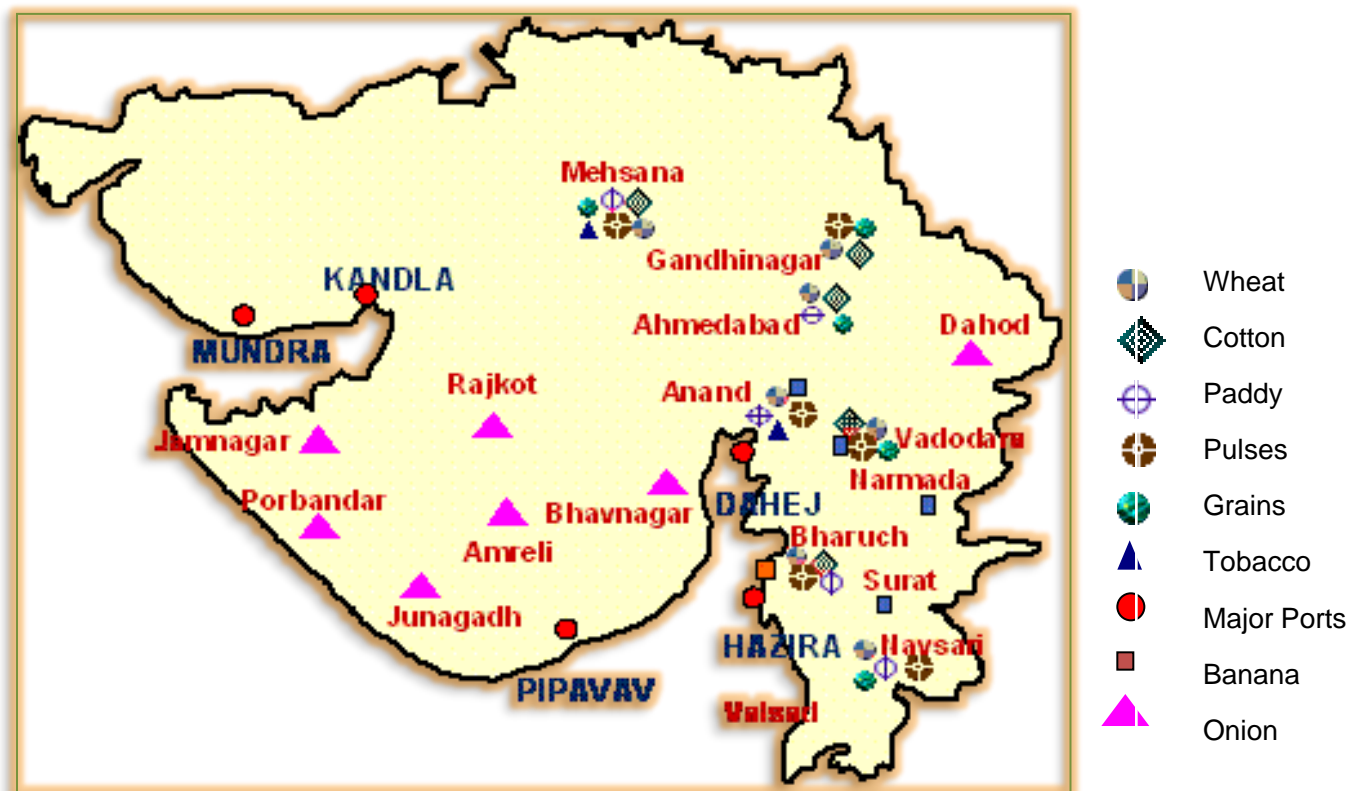 Mehsana
Gandhinagar
KANDLA
Ahmedabad
Dahod
MUNDRA
Rajkot
Anand
Jamnagar
Vadodara
Narmada
Porbandar
Bhavnagar
DAHEJ
Amreli
Bharuch
Surat
Junagadh
HAZIRA
Navsari
PIPAVAV
Valsad
Wheat
Cotton
Paddy
Pulses
Grains
Tobacco
Major Ports
Banana
Onion